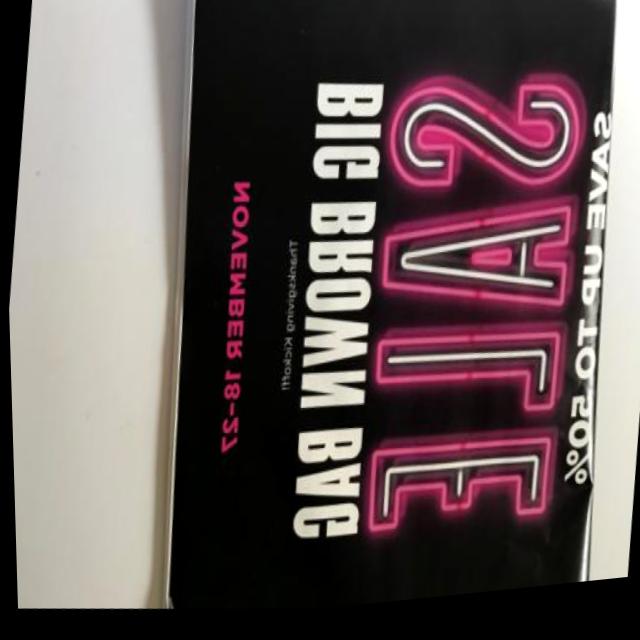 NOVEMBER 18-27
Thanksgiving Kickoff!
BIG BROWN BAG
SALE
SAVE UP TO 50%